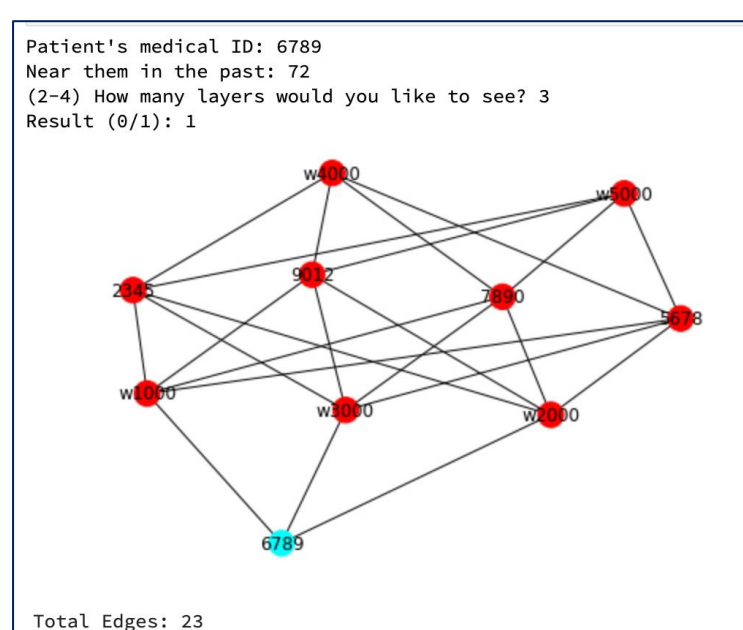 Patient's medical ID: 6789
Near them in the past: 72
(2-4) How many layers would you like to see? 3
Result (0/1): 1
w4000
w5000
9012
2345
7890
5678
w1000
w3000
w2000
6789
Total Edges: 23